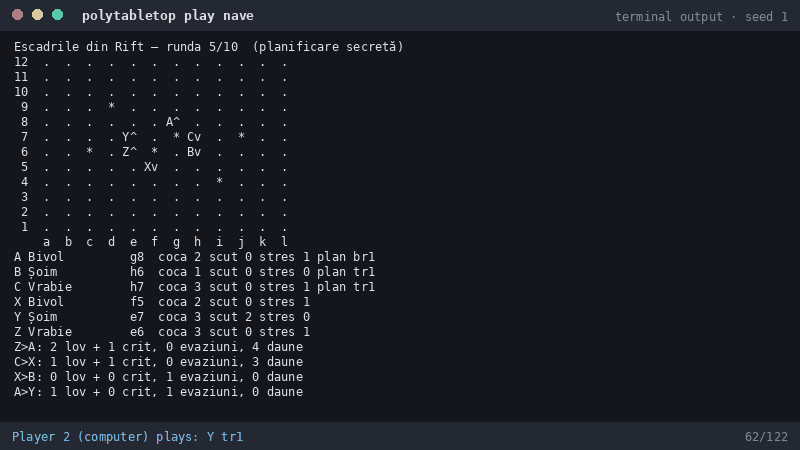 polytabletop play nave
terminal output · seed 1
Escadrile din Rift — runda 5/10  (planificare secretă)
12  .  .  .  .  .  .  .  .  .  .  .  .
11  .  .  .  .  .  .  .  .  .  .  .  .
10  .  .  .  .  .  .  .  .  .  .  .  .
 9  .  .  .  *  .  .  .  .  .  .  .  .
 8  .  .  .  .  .  . A^  .  .  .  .  .
 7  .  .  .  . Y^  .  * Cv  .  *  .  .
 6  .  .  *  . Z^  *  . Bv  .  .  .  .
 5  .  .  .  .  . Xv  .  .  .  .  .  .
 4  .  .  .  .  .  .  .  .  *  .  .  .
 3  .  .  .  .  .  .  .  .  .  .  .  .
 2  .  .  .  .  .  .  .  .  .  .  .  .
 1  .  .  .  .  .  .  .  .  .  .  .  .
    a  b  c  d  e  f  g  h  i  j  k  l
A Bivol         g8  coca 2 scut 0 stres 1 plan br1
B Șoim          h6  coca 1 scut 0 stres 0 plan tr1
C Vrabie        h7  coca 3 scut 0 stres 1 plan tr1
X Bivol         f5  coca 2 scut 0 stres 1
Y Șoim          e7  coca 3 scut 2 stres 0
Z Vrabie        e6  coca 3 scut 0 stres 1
Z>A: 2 lov + 1 crit, 0 evaziuni, 4 daune
C>X: 1 lov + 1 crit, 0 evaziuni, 3 daune
X>B: 0 lov + 0 crit, 1 evaziuni, 0 daune
A>Y: 1 lov + 0 crit, 1 evaziuni, 0 daune
Player 2 (computer) plays: Y tr1
62/122